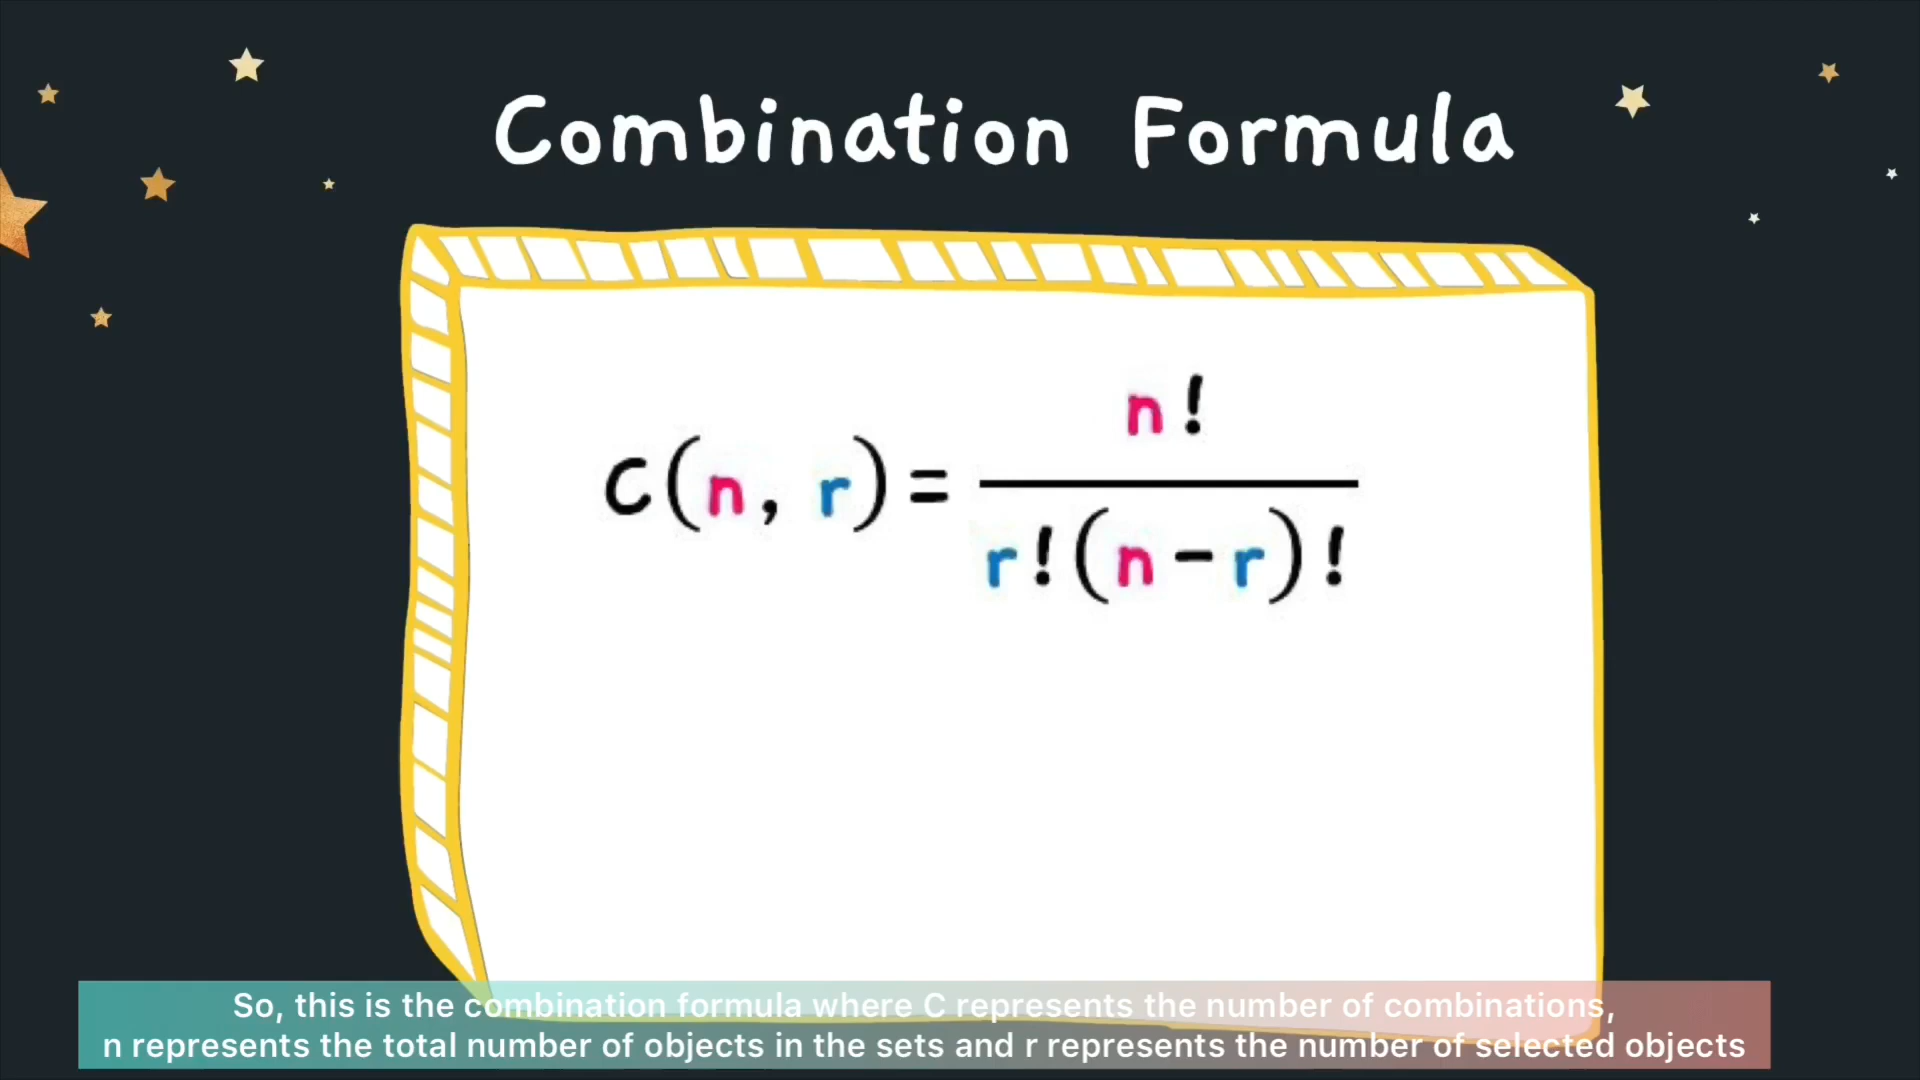 Combination Formula
C(n, r) = n! / r!(n - r)!
So, this is the combination formula where C represents the number of combinations,
n represents the total number of objects in the sets and r represents the number of selected objects